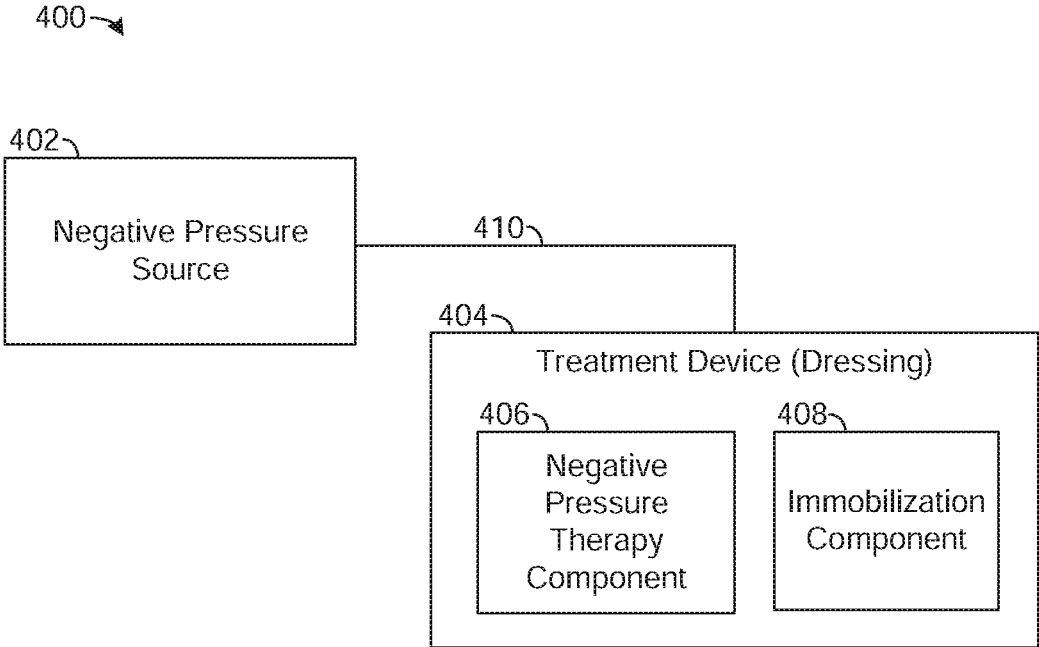 400
402
Negative Pressure
Source
410
404
Treatment Device (Dressing)
406
Negative
Pressure
Therapy
Component
408
Immobilization
Component